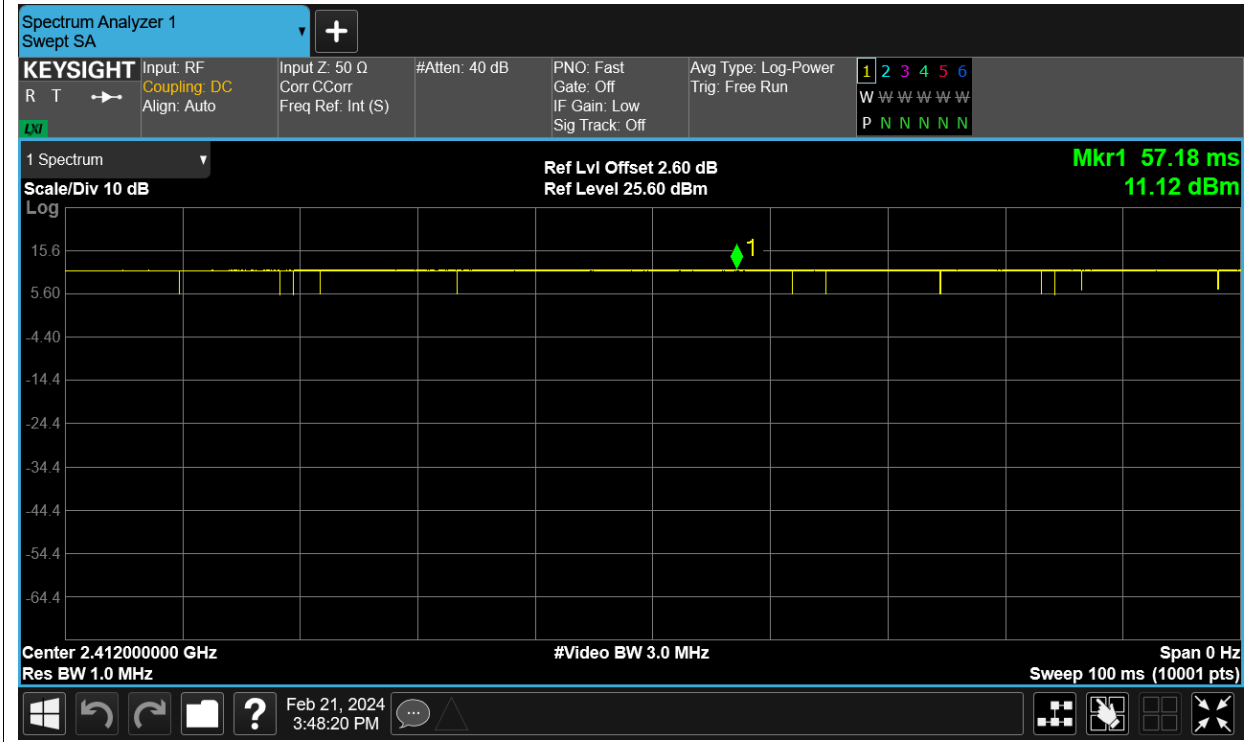 Spectrum Analyzer 1
Swept SA
KEYSIGHT
R T
LXI
Input: RF
Coupling: DC
Align: Auto
Input Z: 50 Ω
Corr CCorr
Freq Ref: Int (S)
#Atten: 40 dB
PNO: Fast
Gate: Off
IF Gain: Low
Sig Track: Off
Avg Type: Log-Power
Trig: Free Run
1 2 3 4 5 6
W W W W W W
P N N N N N
1 Spectrum
Scale/Div 10 dB
Log
Ref Lvl Offset 2.60 dB
Ref Level 25.60 dBm
Mkr1 57.18 ms
11.12 dBm
1
15.6
5.60
-4.40
-14.4
-24.4
-34.4
-44.4
-54.4
-64.4
Center 2.412000000 GHz
Res BW 1.0 MHz
#Video BW 3.0 MHz
Span 0 Hz
Sweep 100 ms (10001 pts)
?
Feb 21, 2024
3:48:20 PM